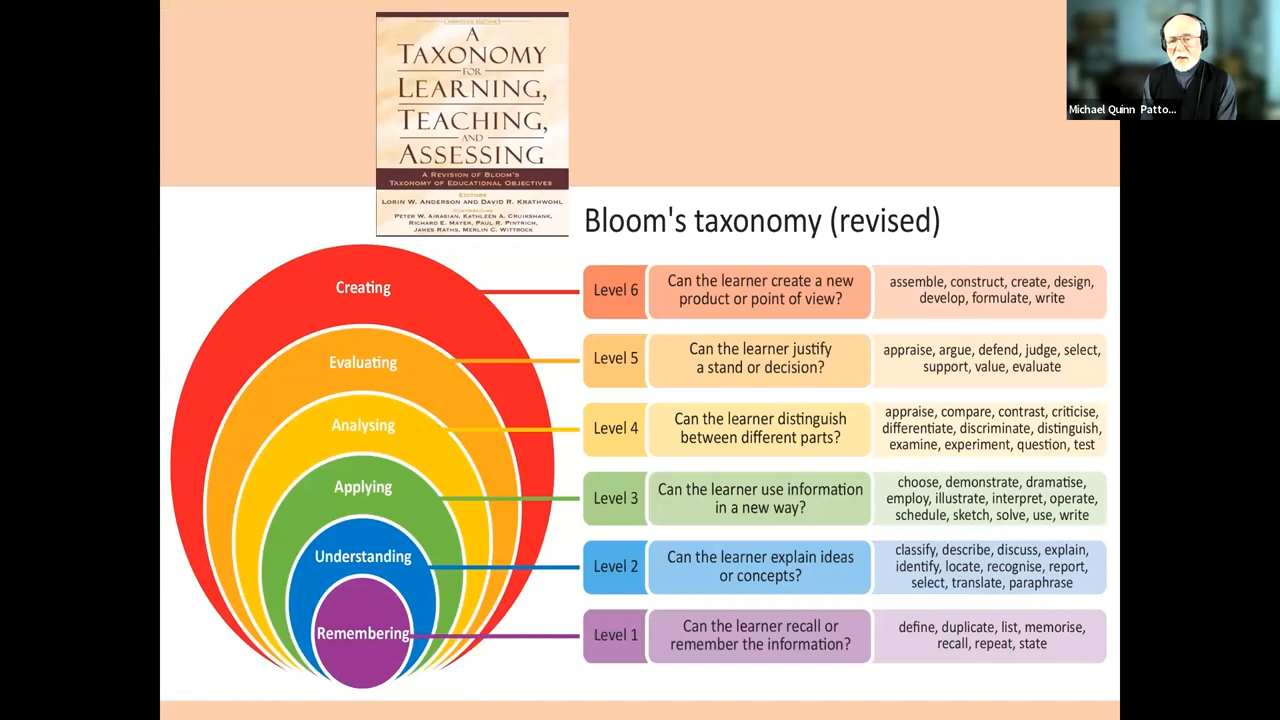 A
TAXONOMY
FOR
LEARNING,
TEACHING,
AND
ASSESSING
A REVISION OF BLOOM'S
TAXONOMY OF EDUCATIONAL OBJECTIVES
EDITORS
LORIN W. ANDERSON AND DAVID R. KRATHWOHL
CONTRIBUTORS
PETER W. AIRASIAN, KATHLEEN A. CRUIKSHANK,
RICHARD E. MAYER, PAUL R. PINTRICH,
JAMES RATHS, MERLIN C. WITTROCK
Michael Quinn Patto...
Bloom's taxonomy (revised)
Creating
Level 6
Can the learner create a new
product or point of view?
assemble, construct, create, design,
develop, formulate, write
Evaluating
Level 5
Can the learner justify
a stand or decision?
appraise, argue, defend, judge, select,
support, value, evaluate
Analysing
Level 4
Can the learner distinguish
between different parts?
appraise, compare, contrast, criticise,
differentiate, discriminate, distinguish,
examine, experiment, question, test
Applying
Level 3
Can the learner use information
in a new way?
choose, demonstrate, dramatise,
employ, illustrate, interpret, operate,
schedule, sketch, solve, use, write
Understanding
Level 2
Can the learner explain ideas
or concepts?
classify, describe, discuss, explain,
identify, locate, recognise, report,
select, translate, paraphrase
Remembering
Level 1
Can the learner recall or
remember the information?
define, duplicate, list, memorise,
recall, repeat, state